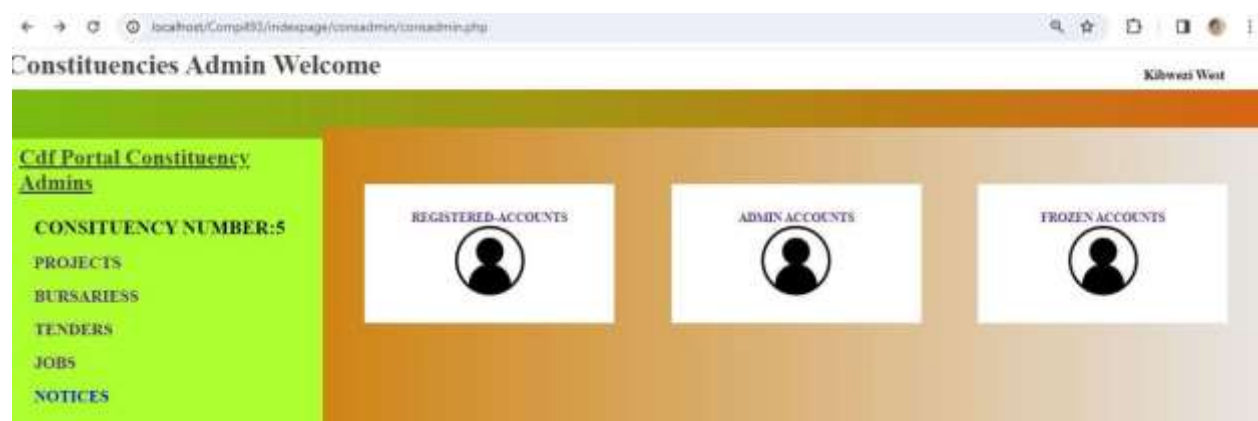 localhost/Compil493/indexpage/consadmin/consadmin.php
Constituencies Admin Welcome
Kibwezi West
Cdf Portal Constituency
Admins
CONSITUENCY NUMBER:5
PROJECTS
BURSARIESS
TENDERS
JOBS
NOTICES
REGISTERED-ACCOUNTS
ADMIN ACCOUNTS
FROZEN ACCOUNTS